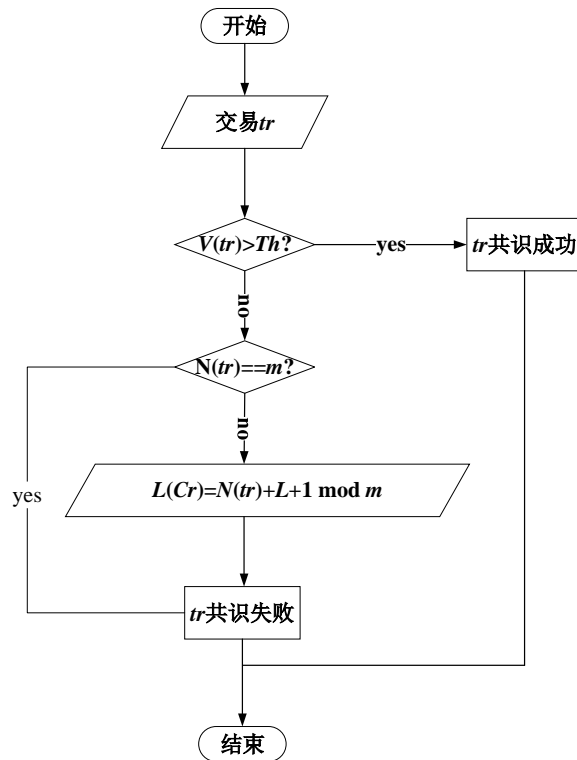 开始
交易tr
V(tr)>Th?
yes
tr共识成功
no
N(tr)==m?
no
yes
L(Cr)=N(tr)+L+1 mod m
tr共识失败
结束